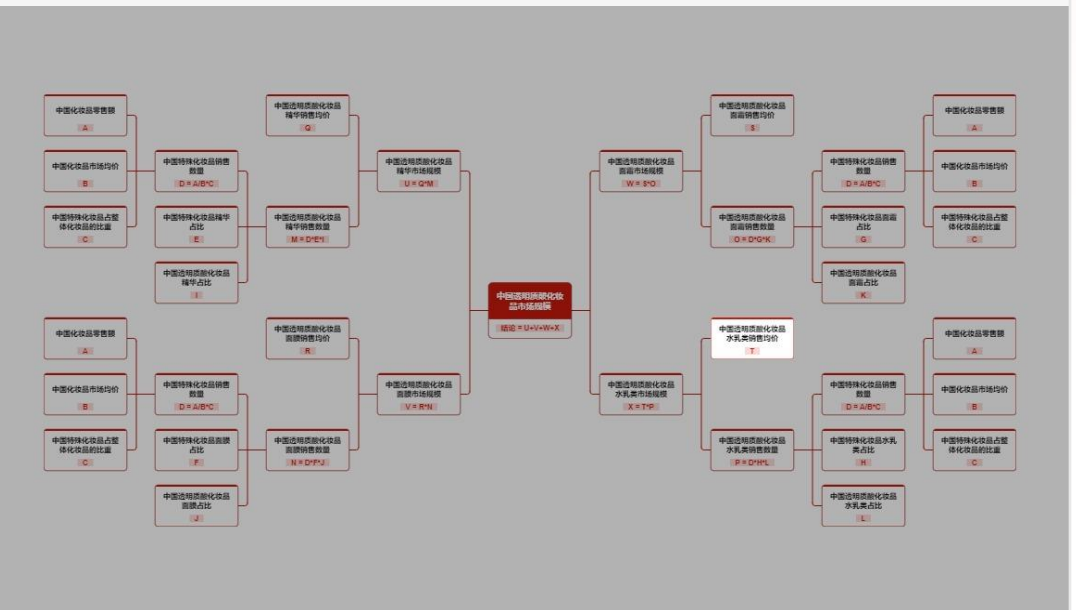 中国化妆品零售额
A
中国化妆品市场均价
B
中国特殊化妆品占整
体化妆品的比重
C
中国特殊化妆品销售
数量
D = A/B*C
中国特殊化妆品精华
占比
E
中国透明质酸化妆品
精华占比
I
中国透明质酸化妆品
精华销售均价
Q
中国透明质酸化妆品
精华销售数量
M = D*E*I
中国透明质酸化妆品
精华市场规模
U = Q*M
中国化妆品零售额
A
中国化妆品市场均价
B
中国特殊化妆品占整
体化妆品的比重
C
中国特殊化妆品销售
数量
D = A/B*C
中国特殊化妆品面膜
占比
F
中国透明质酸化妆品
面膜占比
J
中国透明质酸化妆品
面膜销售均价
R
中国透明质酸化妆品
面膜销售数量
N = D*F*J
中国透明质酸化妆品
面膜市场规模
V = R*N
中国透明质酸化妆
品市场规模
结论 = U+V+W+X
中国透明质酸化妆品
面霜市场规模
W = S*O
中国透明质酸化妆品
面霜销售均价
S
中国透明质酸化妆品
面霜销售数量
O = D*G*K
中国特殊化妆品销售
数量
D = A/B*C
中国特殊化妆品面霜
占比
G
中国透明质酸化妆品
面霜占比
K
中国化妆品零售额
A
中国化妆品市场均价
B
中国特殊化妆品占整
体化妆品的比重
C
中国透明质酸化妆品
水乳类市场规模
X = T*P
中国透明质酸化妆品
水乳类销售均价
T
中国透明质酸化妆品
水乳类销售数量
P = D*H*L
中国特殊化妆品销售
数量
D = A/B*C
中国特殊化妆品水乳
类占比
H
中国透明质酸化妆品
水乳类占比
L
中国化妆品零售额
A
中国化妆品市场均价
B
中国特殊化妆品占整
体化妆品的比重
C